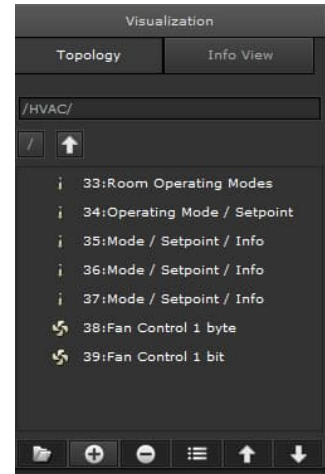 Visualization
Topology Info View
/HVAC/
/
33:Room Operating Modes
34:Operating Mode / Setpoint
35:Mode / Setpoint / Info
36:Mode / Setpoint / Info
37:Mode / Setpoint / Info
38:Fan Control 1 byte
39:Fan Control 1 bit